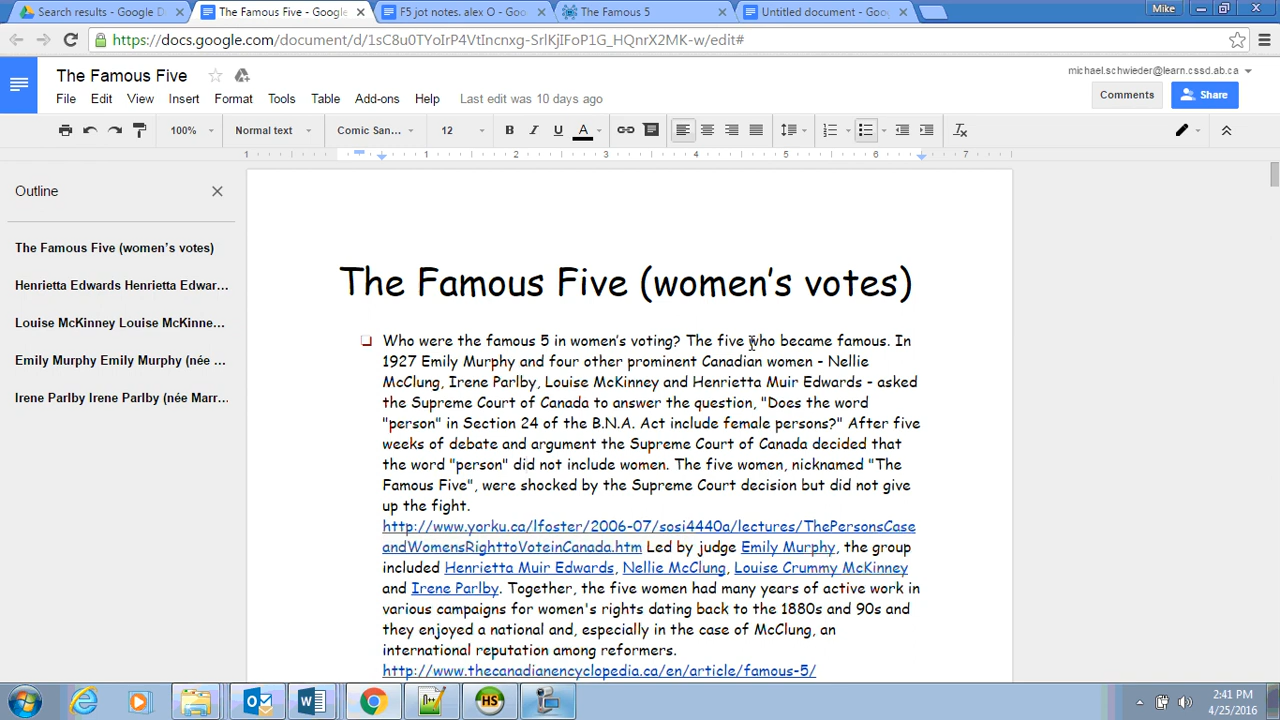 Search results - Google D
The Famous Five - Google
F5 jot notes. alex O - Goo
The Famous 5
Untitled document - Goog
Mike
https://docs.google.com/document/d/1sC8u0TYoIrP4VtIncnxg-SrlKjIFoP1G_HQnrX2MK-w/edit#
The Famous Five
michael.schwieder@learn.cssd.ab.ca
File Edit View Insert Format Tools Table Add-ons Help Last edit was 10 days ago
Comments
Share
100% Normal text Comic San... 12 B I U A
1 1 2 3 4 5 6 7
Outline
The Famous Five (women's votes)
Henrietta Edwards Henrietta Edwar...
Louise McKinney Louise McKinne...
Emily Murphy Emily Murphy (née ...
Irene Parlby Irene Parlby (née Marr...
The Famous Five (women's votes)
Who were the famous 5 in women's voting? The five who became famous. In
1927 Emily Murphy and four other prominent Canadian women - Nellie
McClung, Irene Parlby, Louise McKinney and Henrietta Muir Edwards - asked
the Supreme Court of Canada to answer the question, "Does the word
"person" in Section 24 of the B.N.A. Act include female persons?" After five
weeks of debate and argument the Supreme Court of Canada decided that
the word "person" did not include women. The five women, nicknamed "The
Famous Five", were shocked by the Supreme Court decision but did not give
up the fight.
http://www.yorku.ca/lfoster/2006-07/sosi4440a/lectures/ThePersonsCase
andWomensRighttoVoteinCanada.htm Led by judge Emily Murphy, the group
included Henrietta Muir Edwards, Nellie McClung, Louise Crummy McKinney
and Irene Parlby. Together, the five women had many years of active work in
various campaigns for women's rights dating back to the 1880s and 90s and
they enjoyed a national and, especially in the case of McClung, an
international reputation among reformers.
http://www.thecanadianencyclopedia.ca/en/article/famous-5/
HS
2:41 PM
4/25/2016